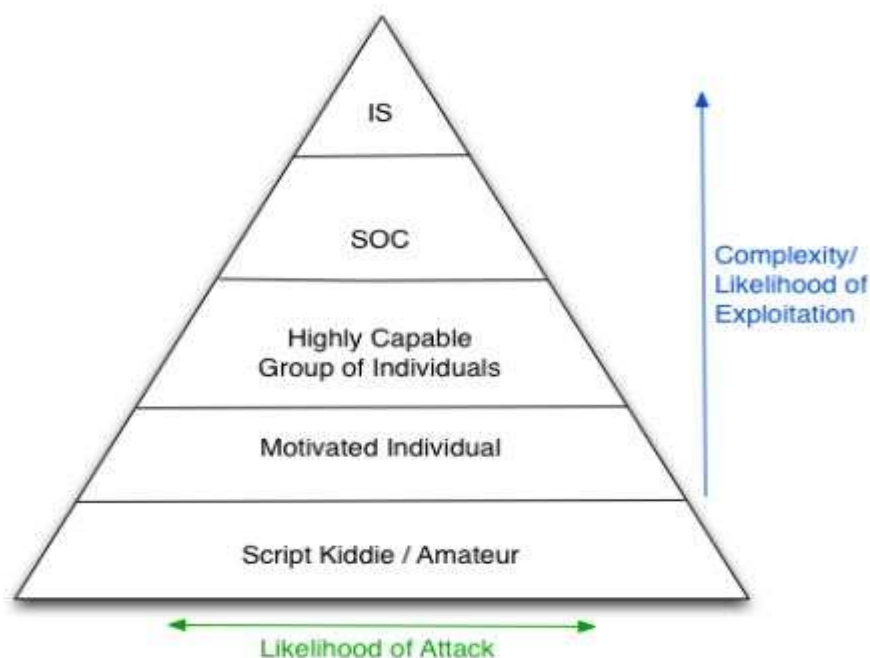 IS
SOC
Highly Capable
Group of Individuals
Motivated Individual
Script Kiddie / Amateur
Complexity/
Likelihood of
Exploitation
Likelihood of Attack